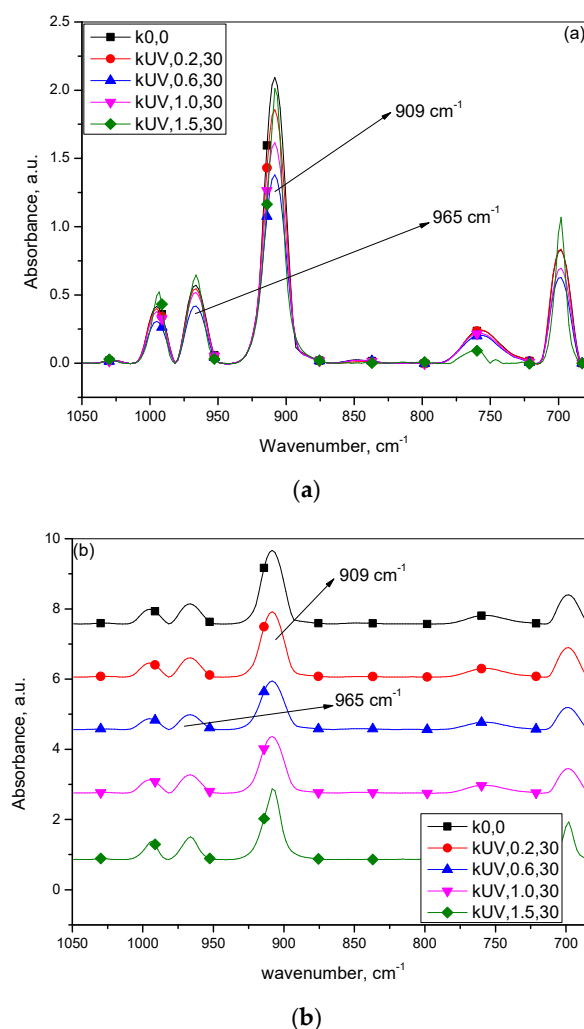 (a)
k0,0
kUV,0.2,30
kUV,0.6,30
kUV,1.0,30
kUV,1.5,30
909 cm-1
965 cm-1
Absorbance, a.u.
2.5
2.0
1.5
1.0
0.5
0.0
1050 1000 950 900 850 800 750 700
Wavenumber, cm-1
(a)
(b)
909 cm-1
965 cm-1
Absorbance, a.u.
10
8
6
4
2
0
k0,0
kUV,0.2,30
kUV,0.6,30
kUV,1.0,30
kUV,1.5,30
1050 1000 950 900 850 800 750 700
wavenumber, cm-1
(b)